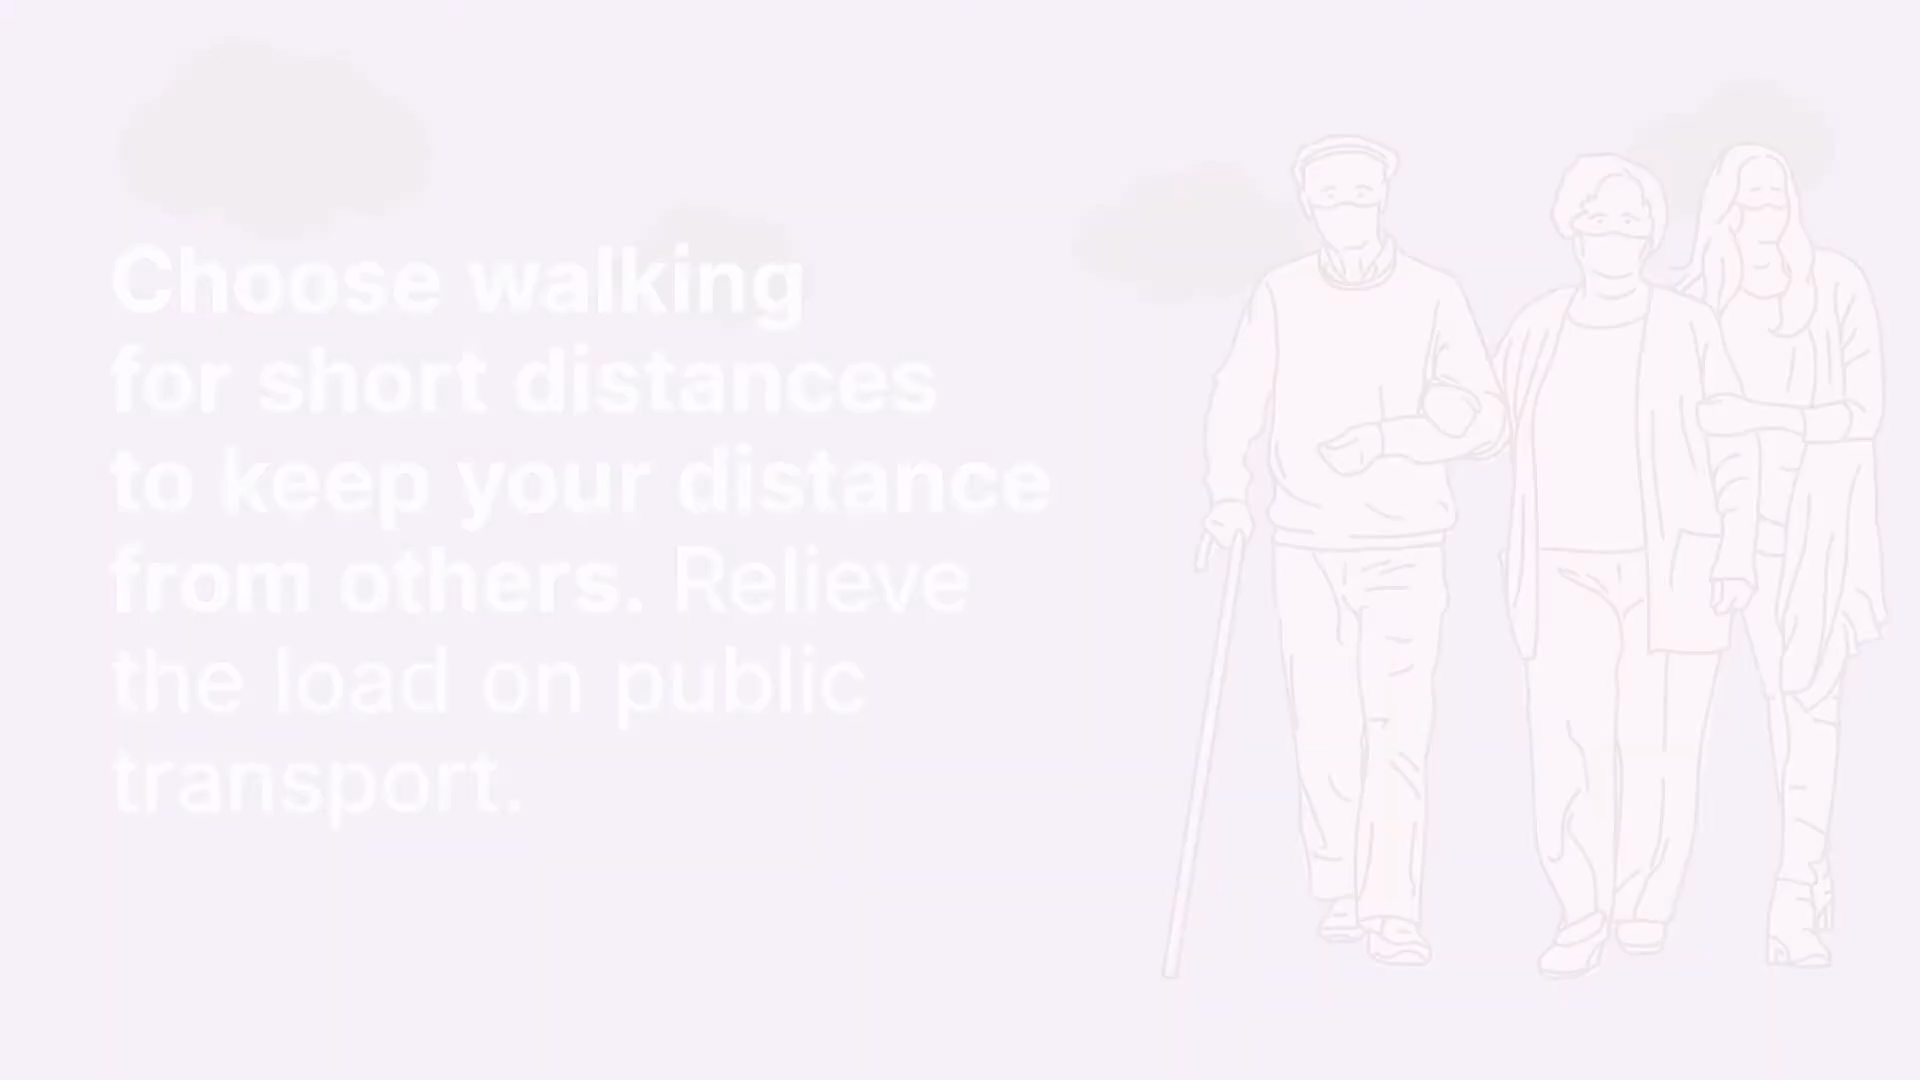 Choose walking
for short distances
to keep your distance
from others. Relieve
the load on public
transport.